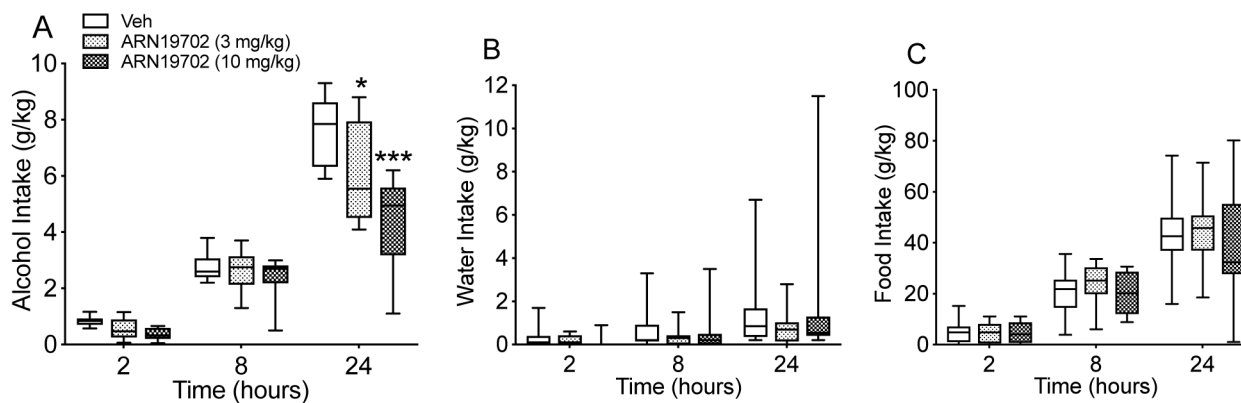 A
Veh
ARN19702 (3 mg/kg)
ARN19702 (10 mg/kg)
Alcohol Intake (g/kg)
10
8
6
4
2
0
*
***
2 8 24
Time (hours)
B
Water Intake (g/kg)
12
10
8
6
4
2
0
2 8 24
Time (hours)
C
Food Intake (g/kg)
100
80
60
40
20
0
2 8 24
Time (hours)